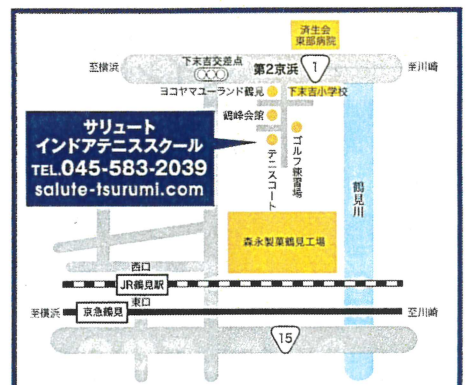 済生会
東部病院
至横浜
下末吉交差点
第2京浜
1
至川崎
ヨコヤマユーランド鶴見
下末吉小学校
鶴峰会館
サリュート
インドアテニススクール
TEL.045-583-2039
salute-tsurumi.com
テニスコート
ゴルフ練習場
鶴見川
森永製菓鶴見工場
西口
JR鶴見駅
東口
至横浜
京急鶴見
至川崎
15